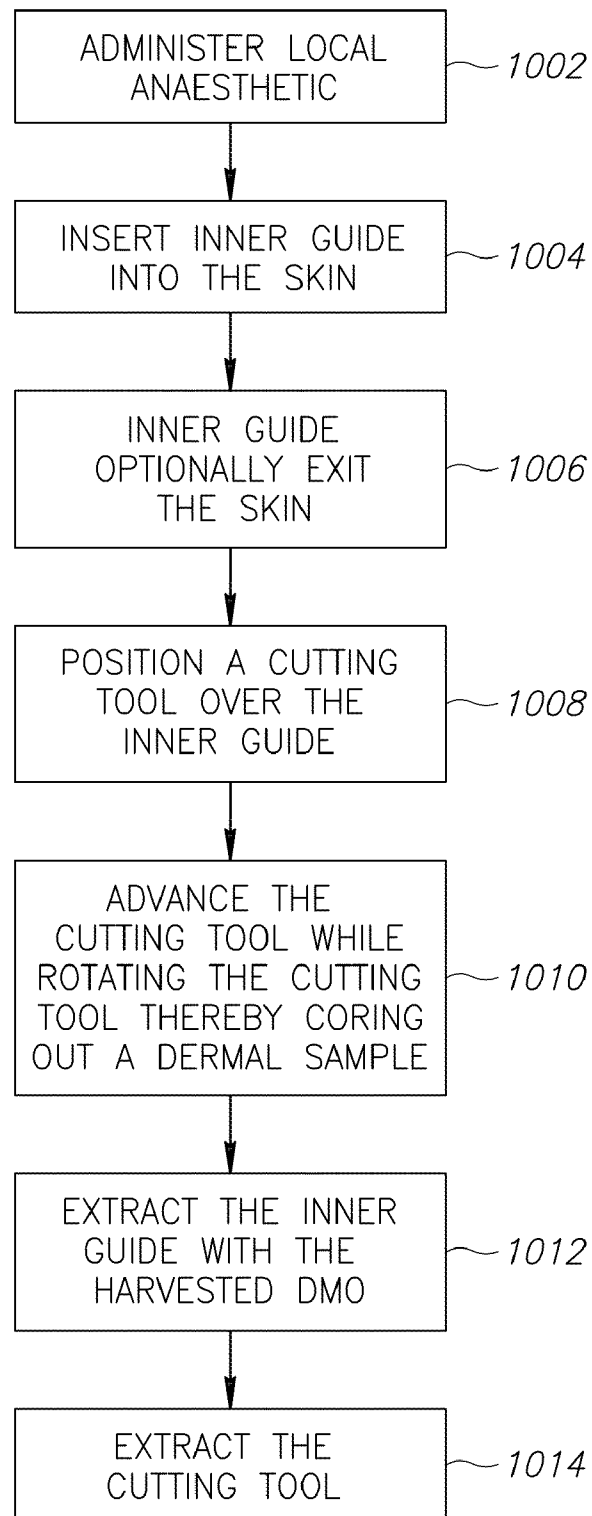 ADMINISTER LOCAL
ANAESTHETIC
1002
INSERT INNER GUIDE
INTO THE SKIN
1004
INNER GUIDE
OPTIONALLY EXIT
THE SKIN
1006
POSITION A CUTTING
TOOL OVER THE
INNER GUIDE
1008
ADVANCE THE
CUTTING TOOL WHILE
ROTATING THE CUTTING
TOOL THEREBY CORING
OUT A DERMAL SAMPLE
1010
EXTRACT THE INNER
GUIDE WITH THE
HARVESTED DMO
1012
EXTRACT THE
CUTTING TOOL
1014